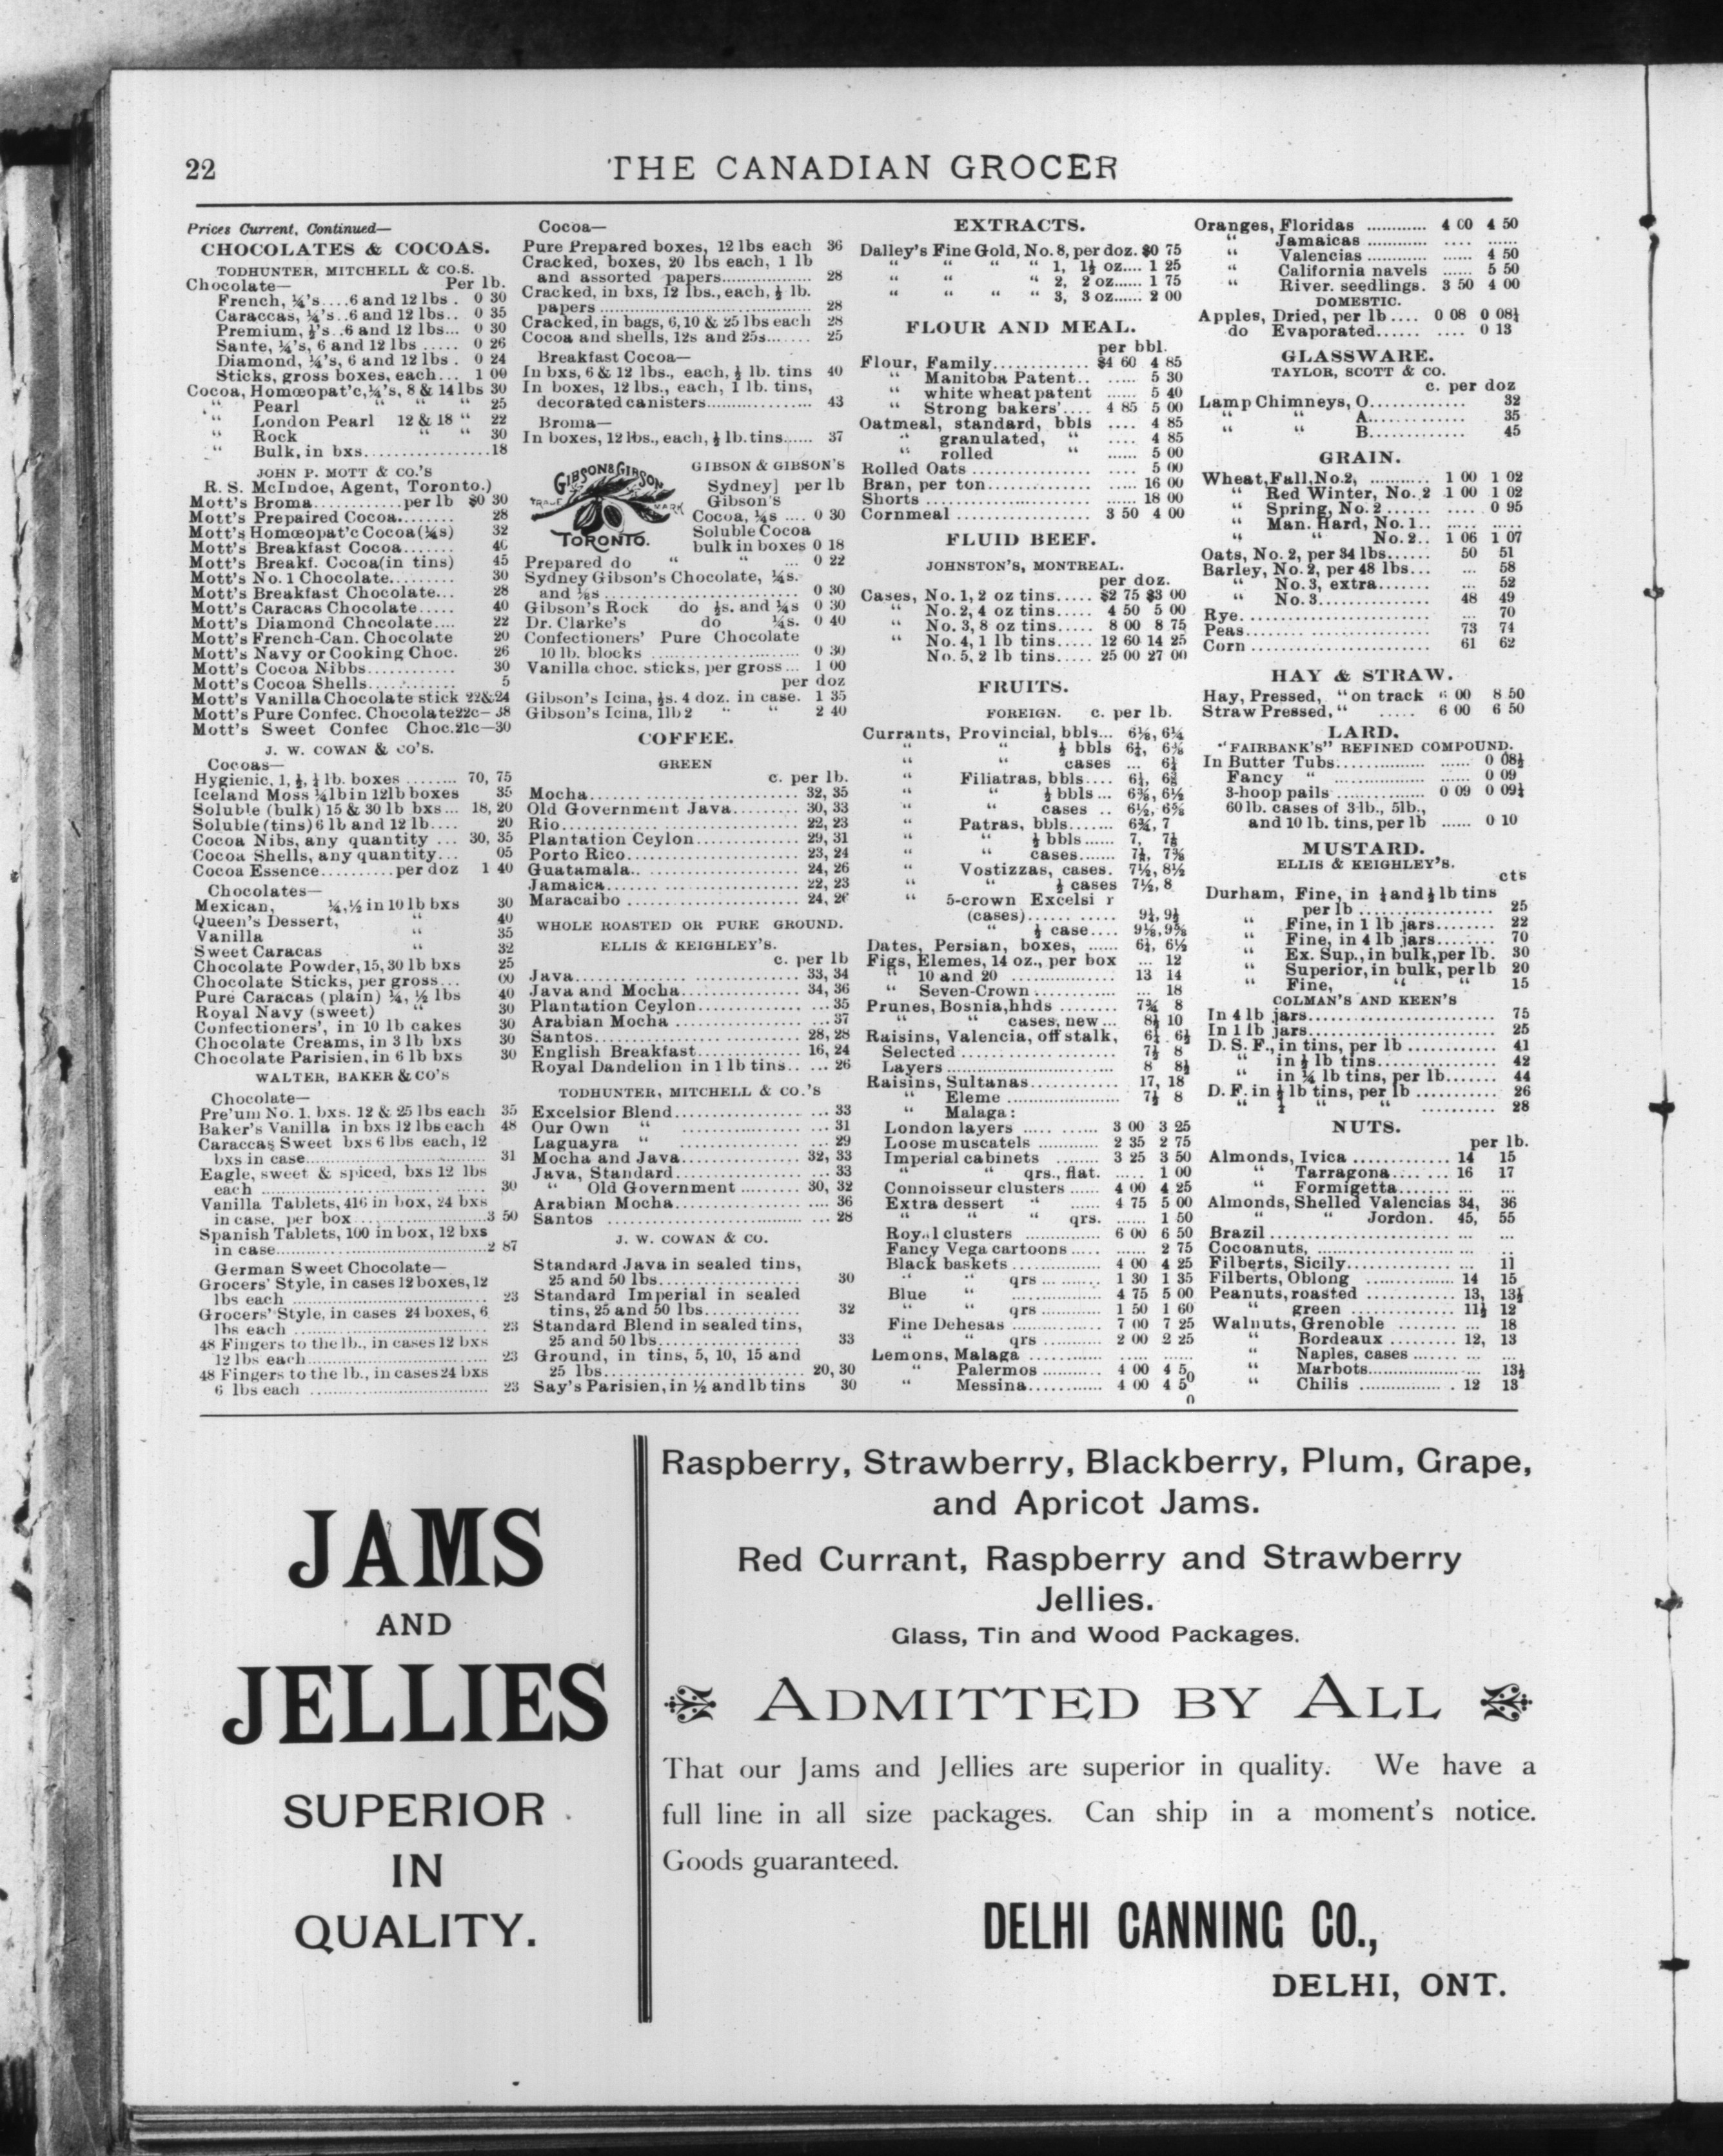 22
THE CANADIAN GROCER
Prices Current, Continued—
CHOCOLATES & COCOAS.
TODHUNTER, MITCHELL & CO.S.
Chocolate— Per lb.
French, ¼'s....6 and 12 lbs . 0 30
Caraccas, ¼'s..6 and 12 lbs.. 0 35
Premium, ½'s..6 and 12 lbs... 0 30
Sante, ¼'s, 6 and 12 lbs ..... 0 26
Diamond, ¼'s, 6 and 12 lbs . 0 24
Sticks, gross boxes, each... 1 00
Cocoa, Homœopat'c,¼'s, 8 & 14 lbs 30
" Pearl " " " 25
" London Pearl 12 & 18 " 22
" Rock " " 30
" Bulk, in bxs.................18
JOHN P. MOTT & CO.'S
R. S. McIndoe, Agent, Toronto.)
Mott's Broma............per lb $0 30
Mott's Prepaired Cocoa........ 28
Mott's Homœopat'c Cocoa(¼s) 32
Mott's Breakfast Cocoa....... 40
Mott's Breakf. Cocoa(in tins) 45
Mott's No. 1 Chocolate......... 30
Mott's Breakfast Chocolate... 28
Mott's Caracas Chocolate..... 40
Mott's Diamond Chocolate.... 22
Mott's French-Can. Chocolate 20
Mott's Navy or Cooking Choc. 26
Mott's Cocoa Nibbs............ 30
Mott's Cocoa Shells............ 5
Mott's Vanilla Chocolate stick 22&24
Mott's Pure Confec. Chocolate22c—38
Mott's Sweet Confec Choc.21c—30
J. W. COWAN & CO'S.
Cocoas—
Hygienic, 1, ½, ¼ lb. boxes ........ 70, 75
Iceland Moss ¼lb in 12lb boxes 35
Soluble (bulk) 15 & 30 lb bxs... 18, 20
Soluble (tins) 6 lb and 12 lb.... 20
Cocoa Nibs, any quantity ... 30, 35
Cocoa Shells, any quantity... 05
Cocoa Essence..........per doz 1 40
Chocolates—
Mexican, ¼,½ in 10 lb bxs 30
Queen's Dessert, " 40
Vanilla " 35
Sweet Caracas " 32
Chocolate Powder, 15, 30 lb bxs 25
Chocolate Sticks, per gross... 00
Pure Caracas (plain) ¼, ½ lbs 40
Royal Navy (sweet) " 30
Confectioners', in 10 lb cakes 30
Chocolate Creams, in 3 lb bxs 30
Chocolate Parisien, in 6 lb bxs 30
WALTER, BAKER & CO'S
Chocolate—
Pre'um No. 1. bxs. 12 & 25 lbs each 35
Baker's Vanilla in bxs 12 lbs each 48
Caraccas Sweet bxs 6 lbs each, 12
bxs in case........................... 31
Eagle, sweet & spiced, bxs 12 lbs
each ................................... 30
Vanilla Tablets, 416 in box, 24 bxs
in case, per box....................3 50
Spanish Tablets, 100 in box, 12 bxs
in case................................2 87
German Sweet Chocolate—
Grocers' Style, in cases 12 boxes, 12
lbs each .............................. 23
Grocers' Style, in cases 24 boxes, 6
lbs each .............................. 23
48 Fingers to the lb., in cases 12 bxs
12 lbs each........................... 23
48 Fingers to the lb., in cases 24 bxs
6 lbs each ........................... 23
Cocoa—
Pure Prepared boxes, 12 lbs each 36
Cracked, boxes, 20 lbs each, 1 lb
and assorted papers............... 28
Cracked, in bxs, 12 lbs., each, ½ lb.
papers ................................. 28
Cracked, in bags, 6, 10 & 25 lbs each 28
Cocoa and shells, 12s and 25s....... 25
Breakfast Cocoa—
In bxs, 6 & 12 lbs., each, ½ lb. tins 40
In boxes, 12 lbs., each, 1 lb. tins,
decorated canisters.................. 43
Broma—
In boxes, 12 lbs., each, ½ lb. tins...... 37
GIBSON & GIBSON
TRADE MARK
TORONTO.
GIBSON & GIBSON'S
Sydney] per lb
Gibson's
Cocoa, ¼s .... 0 30
Soluble Cocoa
bulk in boxes 0 18
Prepared do " " ... 0 22
Sydney Gibson's Chocolate, ¼s.
and ⅛s ............................ 0 30
Gibson's Rock do ½s. and ¼s 0 30
Dr. Clarke's do ¼s. 0 40
Confectioners' Pure Chocolate
10 lb. blocks ....................... 0 30
Vanilla choc. sticks, per gross... 1 00
per doz
Gibson's Icina, ½s. 4 doz. in case. 1 35
Gibson's Icina, 1lb 2 " " 2 40
COFFEE.
GREEN
c. per lb.
Mocha............................ 32, 35
Old Government Java......... 30, 33
Rio................................ 22, 23
Plantation Ceylon.............. 29, 31
Porto Rico....................... 23, 24
Guatamala....................... 24, 26
Jamaica.......................... 22, 23
Maracaibo ....................... 24, 26
WHOLE ROASTED OR PURE GROUND.
ELLIS & KEIGHLEY'S.
c. per lb
Java............................... 33, 34
Java and Mocha................ 34, 36
Plantation Ceylon.............. ...35
Arabian Mocha ................. ...37
Santos............................ 28, 28
English Breakfast............. 16, 24
Royal Dandelion in 1 lb tins.. ... 26
TODHUNTER, MITCHELL & CO.'S
Excelsior Blend................. ... 33
Our Own " ................ ... 31
Laguayra " ................ ... 29
Mocha and Java................ 32, 33
Java, Standard.................. ... 33
" Old Government ......... 30, 32
Arabian Mocha.................. .... 36
Santos ........................... ... 28
J. W. COWAN & CO.
Standard Java in sealed tins,
25 and 50 lbs................... 30
Standard Imperial in sealed
tins, 25 and 50 lbs............ 32
Standard Blend in sealed tins,
25 and 50 lbs................... 33
Ground, in tins, 5, 10, 15 and
25 lbs............................ 20, 30
Say's Parisien, in ½ and lb tins 30
EXTRACTS.
Dalley's Fine Gold, No. 8, per doz. $0 75
" " " " 1, 1½ oz.... 1 25
" " " 2, 2 oz...... 1 75
" " " " 3, 3 oz...... 2 00
FLOUR AND MEAL.
per bbl.
Flour, Family............. $4 60 4 85
" Manitoba Patent.. ..... 5 30
" white wheat patent ...... 5 40
" Strong bakers'.... 4 85 5 00
Oatmeal, standard, bbls .... 4 85
" granulated, " .... 4 85
" rolled " ...... 5 00
Rolled Oats ................ .... 5 00
Bran, per ton.............. ..... 16 00
Shorts ....................... ...... 18 00
Cornmeal .................. 3 50 4 00
FLUID BEEF.
JOHNSTON'S, MONTREAL.
per doz.
Cases, No. 1, 2 oz tins..... $2 75 $3 00
" No. 2, 4 oz tins..... 4 50 5 00
" No. 3, 8 oz tins..... 8 00 8 75
" No. 4, 1 lb tins..... 12 60 14 25
No. 5, 2 lb tins..... 25 00 27 00
FRUITS.
FOREIGN. c. per lb.
Currants, Provincial, bbls... 6⅛, 6¼
" " ½ bbls 6¼, 6⅜
" " cases ... 6½
" Filiatras, bbls.... 6¼,
" " ½ bbls... 6⅜, 6½
" " cases .. 6½, 6⅝
" Patras, bbls....... 6¾, 7
" " ½ bbls...... 7,
" " cases....... 7⅜
" Vostizzas, cases. 7½, 8½
" " ½ cases 7½, 8
" 5-crown Excelsi r
(cases)............ 9¼, 9½
" ½ case.... 9⅛, 9⅜
Dates, Persian, boxes, ...... 6¼, 6½
Figs, Elemes, 14 oz., per box ... 12
" 10 and 20 .............. 13 14
" Seven-Crown............ ... 18
Prunes, Bosnia, hhds ........ 7¾ 8
" " cases, new... 8½ 10
Raisins, Valencia, off stalk, 6¼ 6½
Selected ..................... 7½ 8
Layers ........................ 8 8½
Raisins, Sultanas............ 17, 18
" Eleme ................. 7½ 8
" Malaga :
London layers ..... ...... 3 00 3 25
Loose muscatels ............ 2 35 2 75
Imperial cabinets ........ 3 25 3 50
" " qrs., flat. ..... 1 00
Connoisseur clusters ...... 4 00 4 25
Extra dessert " ...... 4 75 5 00
" " " qrs. ...... 1 50
Roy.l clusters ............ 6 00 6 50
Fancy Vega cartoons ..... ...... 2 75
Black baskets .............. 4 00 4 25
" " qrs .......... 1 30 1 35
Blue " .............. 4 75 5 00
" " qrs ........... 1 50 1 60
Fine Dehesas .............. 7 00 7 25
" " qrs ........... 2 00 2 25
Lemons, Malaga ............ ...... ......
" Palermos ........... 4 00 4 5
" Messina............. 4 00 4 5
0
0
Oranges, Floridas ............ 4 00 4 50
" Jamaicas ............ .... ......
" Valencias ............ ...... 4 50
" California navels ...... 5 50
" River. seedlings. 3 50 4 00
DOMESTIC.
Apples, Dried, per lb .... 0 08 0 08½
do Evaporated....... .... 0 13
GLASSWARE.
TAYLOR, SCOTT & CO.
c. per doz
Lamp Chimneys, O............. 32
" " A............. 35
" " B............. 45
GRAIN.
Wheat, Fall, No. 2, ........... 1 00 1 02
" Red Winter, No. 2 1 00 1 02
" Spring, No. 2 ...... ..... 0 95
" Man. Hard, No. 1.. ..... .....
" " No. 2.. 1 06 1 07
Oats, No. 2, per 34 lbs...... 50 51
Barley, No. 2, per 48 lbs... ... 58
" No. 3, extra........ ... 52
" No. 3............... 48 49
Rye.......................... ... 70
Peas......................... 73 74
Corn ......................... 61 62
HAY & STRAW.
Hay, Pressed, " on track 6 00 8 50
Straw Pressed, " ..... 6 00 6 50
LARD.
"FAIRBANK'S" REFINED COMPOUND.
In Butter Tubs............... ...... 0 08½
Fancy " ................ ...... 0 09
3-hoop pails .............. 0 09 0 09¼
60 lb. cases of 3 lb., 5lb.,
and 10 lb. tins, per lb ...... 0 10
MUSTARD.
ELLIS & KEIGHLEY'S.
cts
Durham, Fine, in ¼ and ½ lb tins
per lb ................... 25
" Fine, in 1 lb jars........ 22
" Fine, in 4 lb jars........ 70
" Ex. Sup., in bulk, per lb. 30
" Superior, in bulk, per lb 20
" Fine, " " 15
COLMAN'S AND KEEN'S
In 4 lb jars........................... 75
In 1 lb jars........................... 25
D. S. F., in tins, per lb ............ 41
" in ½ lb tins................. 42
" in ¼ lb tins, per lb....... 44
D. F. in ½ lb tins, per lb ........... 26
" ¼ " " .......... 28
NUTS.
per lb.
Almonds, Ivica .............. 14 15
" Tarragona........ 16 17
" Formigetta....... ... ...
Almonds, Shelled Valencias 34, 36
" " Jordon. 45, 55
Brazil .......................... ... ...
Cocoanuts, .................... ... ..
Filberts, Sicily............... ... 11
Filberts, Oblong ............. 14 15
Peanuts, roasted ............ 13, 13½
" green .............. 11½ 12
Walnuts, Grenoble ........ ... 18
" Bordeaux ......... 12, 13
" Naples, cases ...... ... ...
" Marbots................ ... 13½
" Chilis ................. . 12 13
JAMS
AND
JELLIES
SUPERIOR
IN
QUALITY.
Raspberry, Strawberry, Blackberry, Plum, Grape,
and Apricot Jams.
Red Currant, Raspberry and Strawberry
Jellies.
Glass, Tin and Wood Packages.
ADMITTED BY ALL
That our Jams and Jellies are superior in quality. We have a
full line in all size packages. Can ship in a moment's notice.
Goods guaranteed.
DELHI CANNING CO.,
DELHI, ONT.